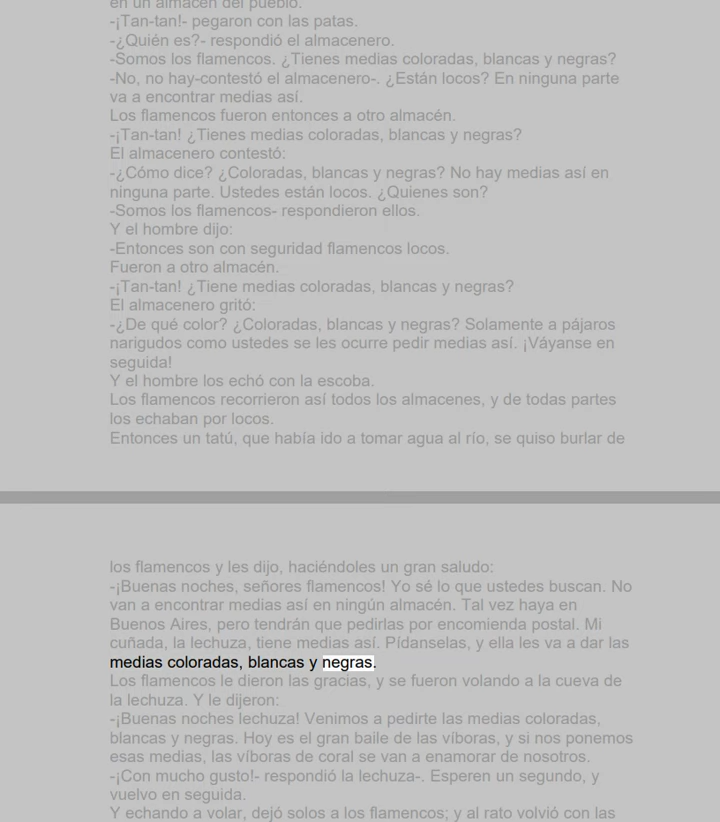 en un almacén del pueblo.
-¡Tan-tan!- pegaron con las patas.
-¿Quién es?- respondió el almacenero.
-Somos los flamencos. ¿Tienes medias coloradas, blancas y negras?
-No, no hay-contestó el almacenero-. ¿Están locos? En ninguna parte
va a encontrar medias así.
Los flamencos fueron entonces a otro almacén.
-¡Tan-tan! ¿Tienes medias coloradas, blancas y negras?
El almacenero contestó:
-¿Cómo dice? ¿Coloradas, blancas y negras? No hay medias así en
ninguna parte. Ustedes están locos. ¿Quienes son?
-Somos los flamencos- respondieron ellos.
Y el hombre dijo:
-Entonces son con seguridad flamencos locos.
Fueron a otro almacén.
-¡Tan-tan! ¿Tiene medias coloradas, blancas y negras?
El almacenero gritó:
-¿De qué color? ¿Coloradas, blancas y negras? Solamente a pájaros
narigudos como ustedes se les ocurre pedir medias así. ¡Váyanse en
seguida!
Y el hombre los echó con la escoba.
Los flamencos recorrieron así todos los almacenes, y de todas partes
los echaban por locos.
Entonces un tatú, que había ido a tomar agua al río, se quiso burlar de
los flamencos y les dijo, haciéndoles un gran saludo:
-¡Buenas noches, señores flamencos! Yo sé lo que ustedes buscan. No
van a encontrar medias así en ningún almacén. Tal vez haya en
Buenos Aires, pero tendrán que pedirlas por encomienda postal. Mi
cuñada, la lechuza, tiene medias así. Pídanselas, y ella les va a dar las
medias coloradas, blancas y negras.
Los flamencos le dieron las gracias, y se fueron volando a la cueva de
la lechuza. Y le dijeron:
-¡Buenas noches lechuza! Venimos a pedirte las medias coloradas,
blancas y negras. Hoy es el gran baile de las víboras, y si nos ponemos
esas medias, las víboras de coral se van a enamorar de nosotros.
-¡Con mucho gusto!- respondió la lechuza-. Esperen un segundo, y
vuelvo en seguida.
Y echando a volar, dejó solos a los flamencos; y al rato volvió con las